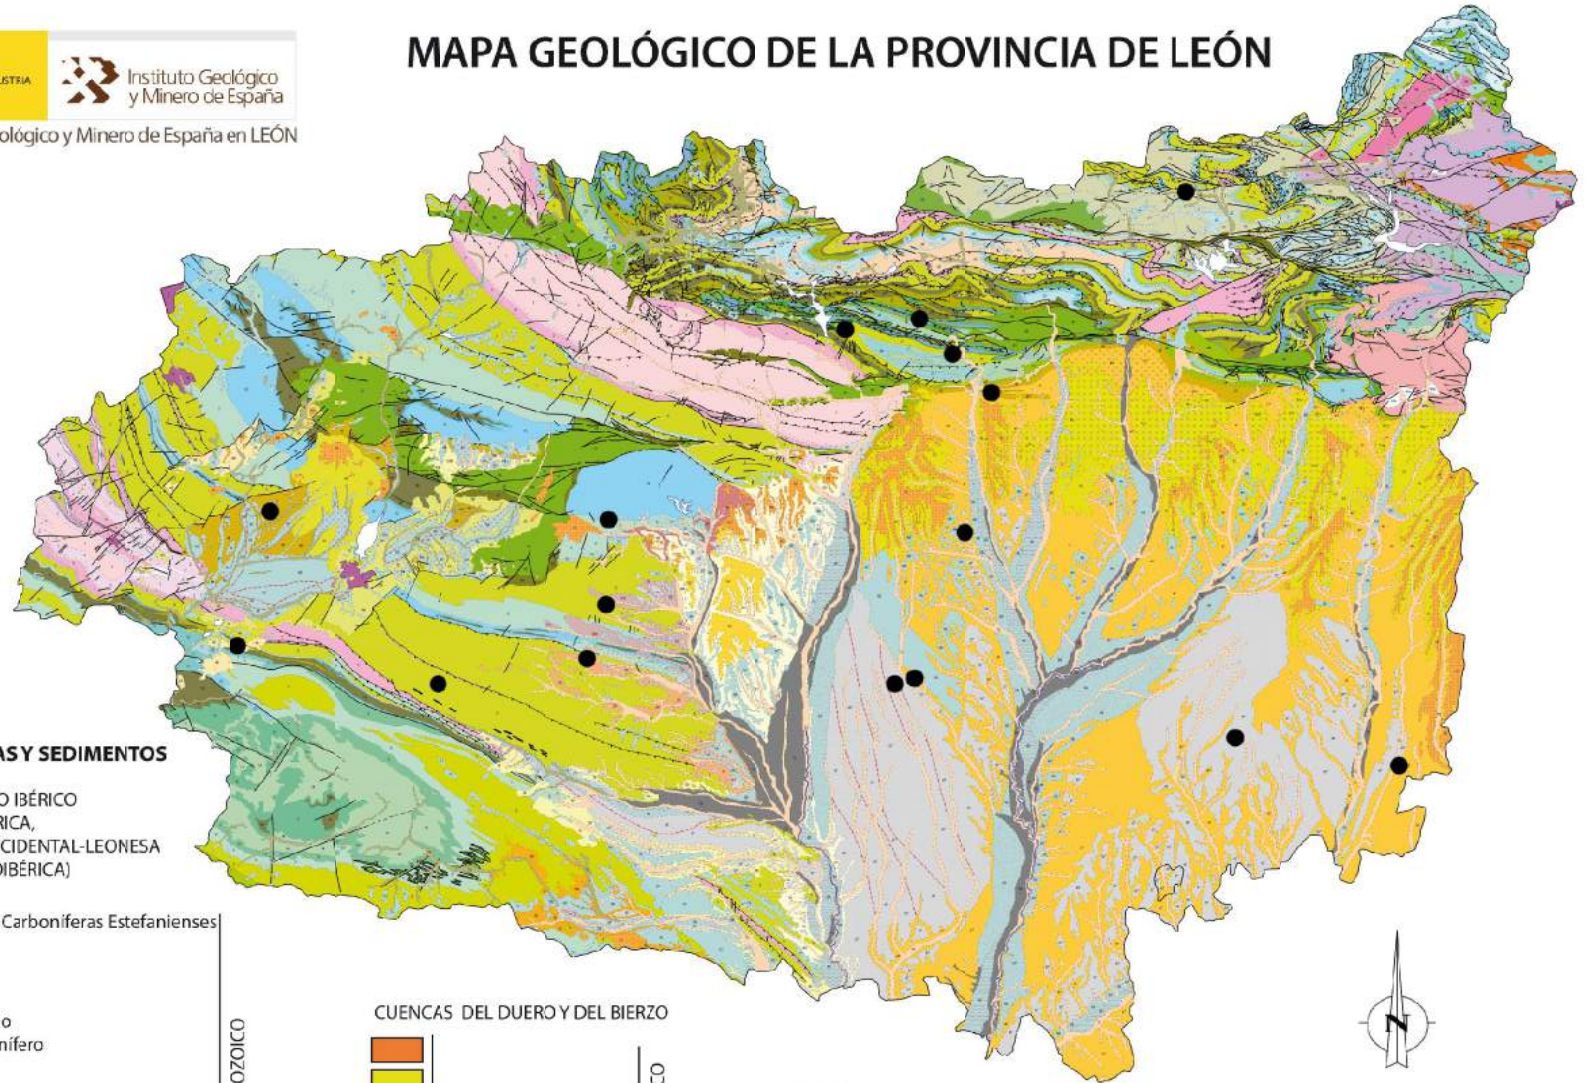 MAPA GEOLÓGICO DE LA PROVINCIA DE LEÓN
USTRIA
Instituto Geológico
y Minero de España
ológico y Minero de España en LEÓN
AS Y SEDIMENTOS
O IBÉRICO
RICA,
CIDENTAL-LEONESA
OIBÉRICA)
Carboníferas Estefanienses
o
nífero
OZOICO
CUENCAS DEL DUERO Y DEL BIERZO
CO
N